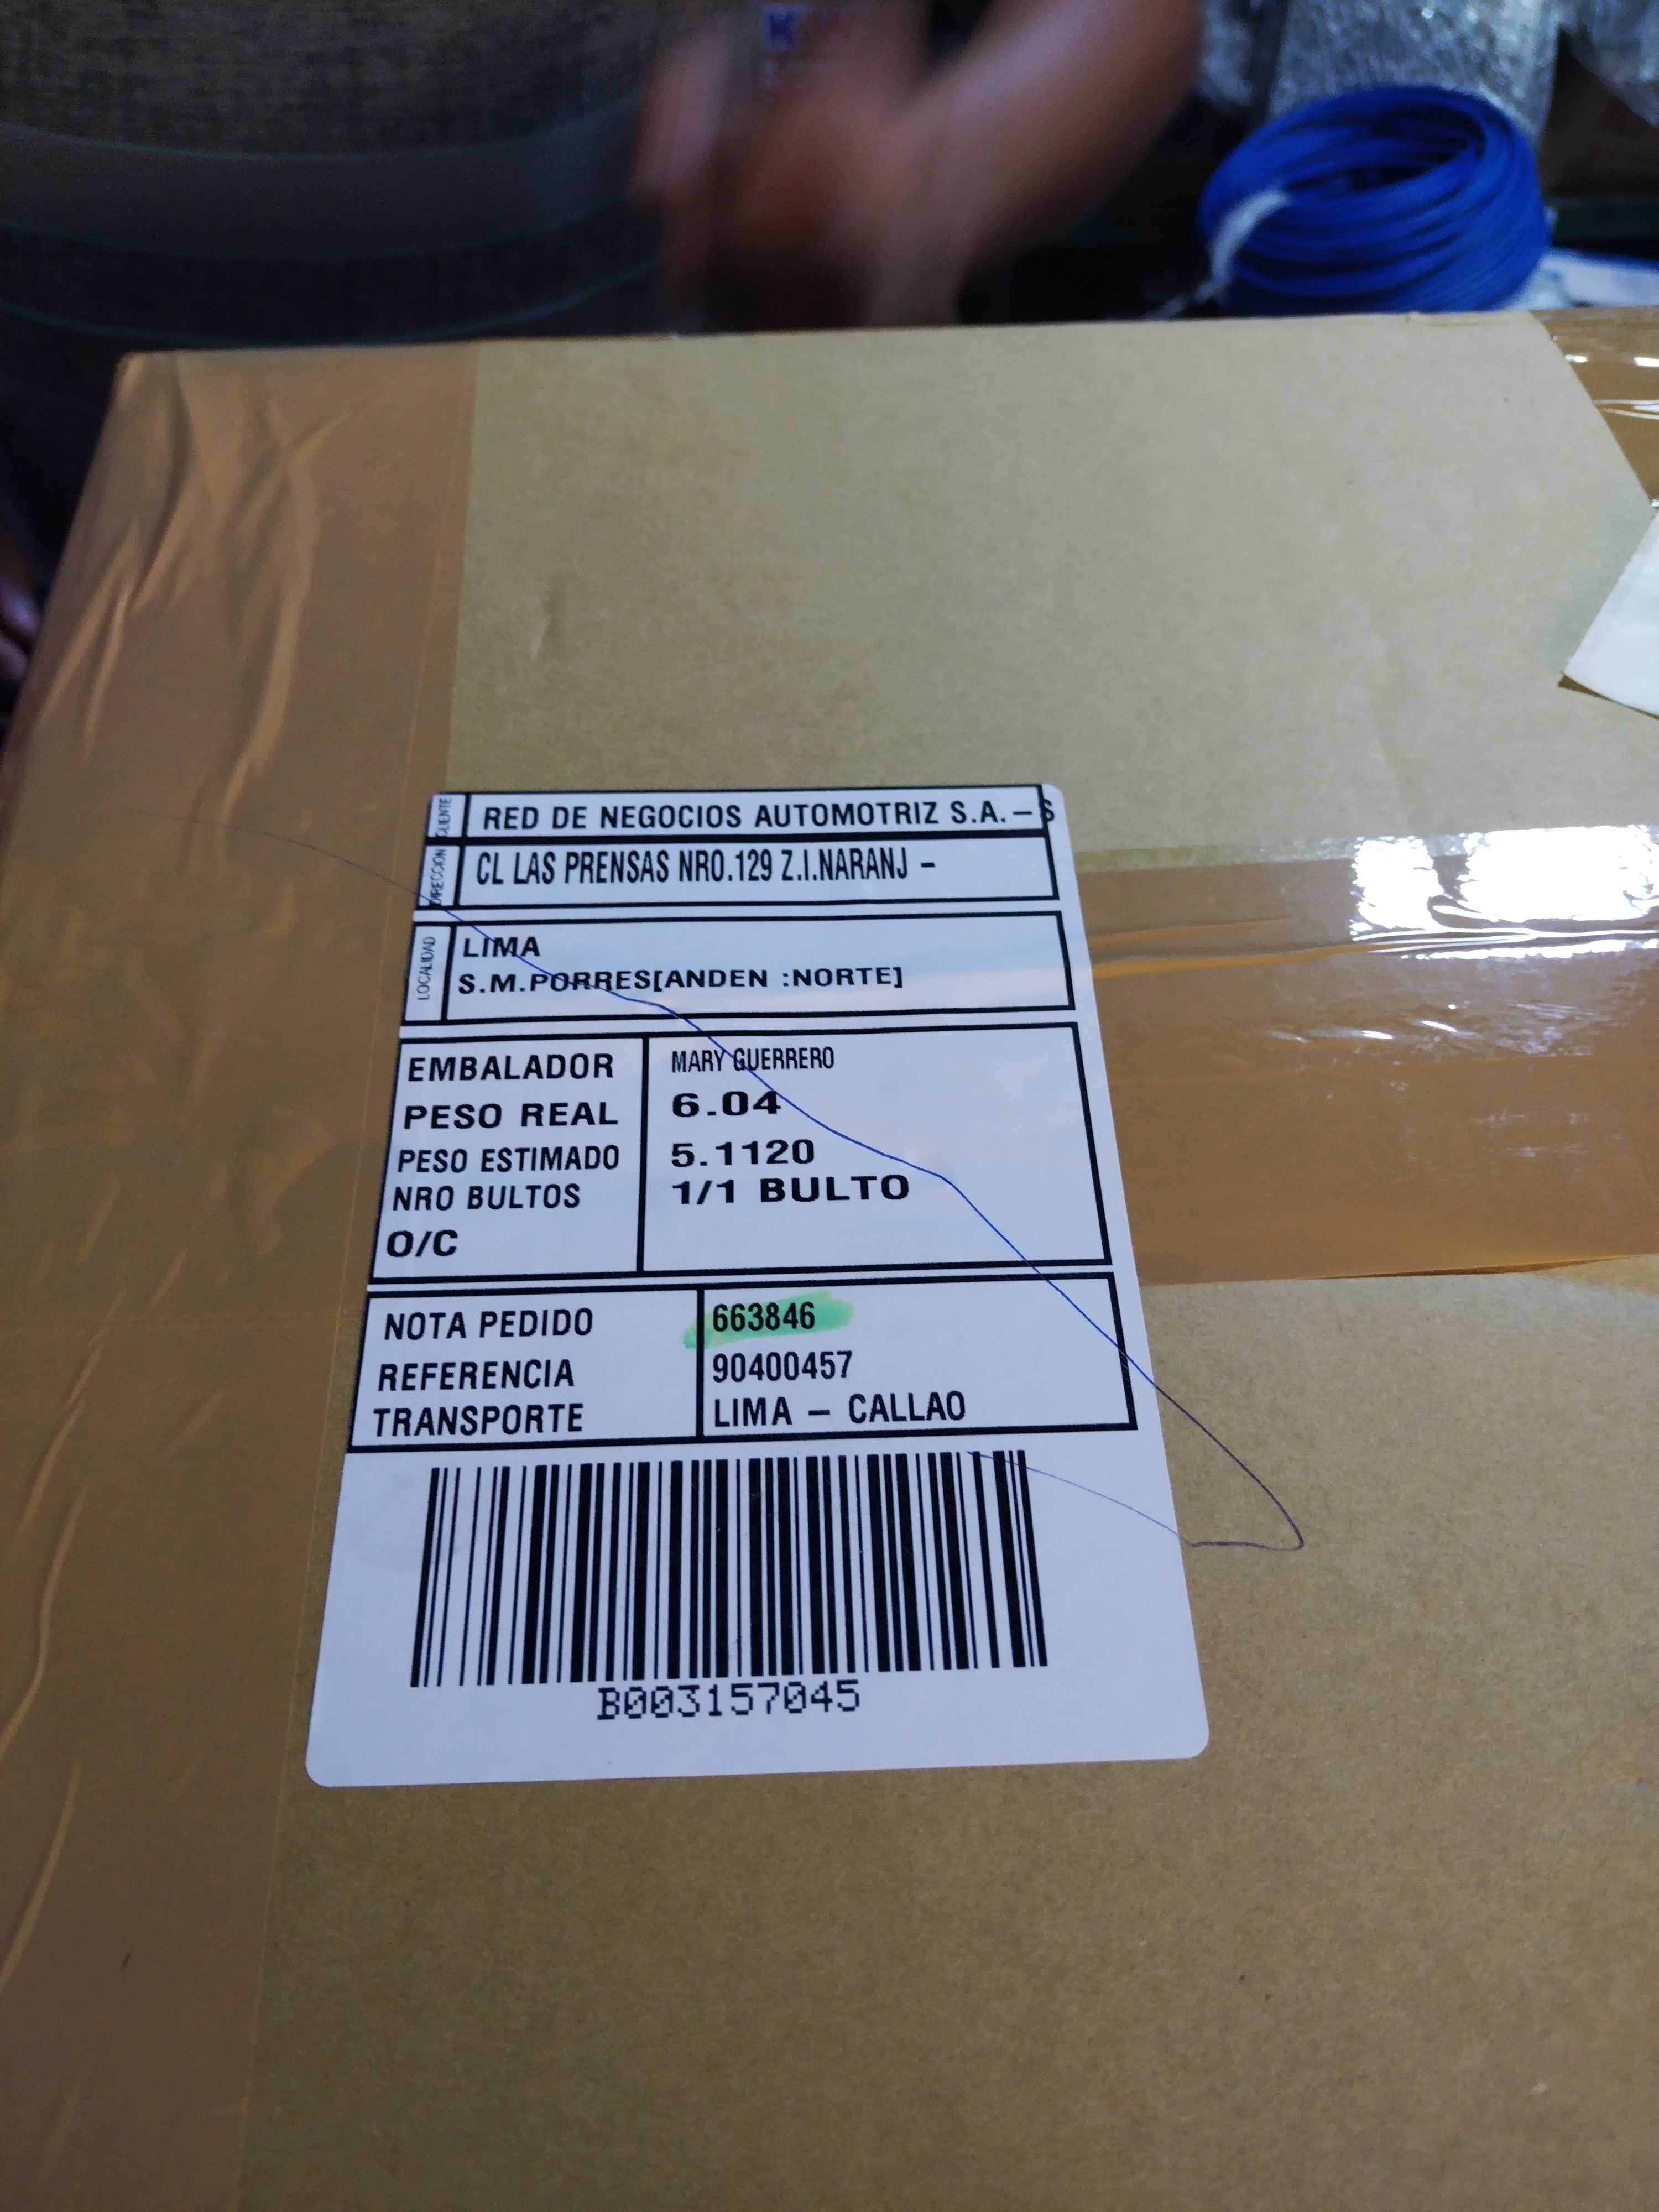 KW
CLIENTE
RED DE NEGOCIOS AUTOMOTRIZ S.A. - S
DIRECCIÓN
CL LAS PRENSAS NRO.129 Z.I.NARANJ -
LOCALIDAD
LIMA
S.M.PORRES[ANDEN :NORTE]
EMBALADOR MARY GUERRERO
PESO REAL 6.04
PESO ESTIMADO 5.1120
NRO BULTOS 1/1 BULTO
O/C
NOTA PEDIDO 663846
REFERENCIA 90400457
TRANSPORTE LIMA - CALLAO
B003157045